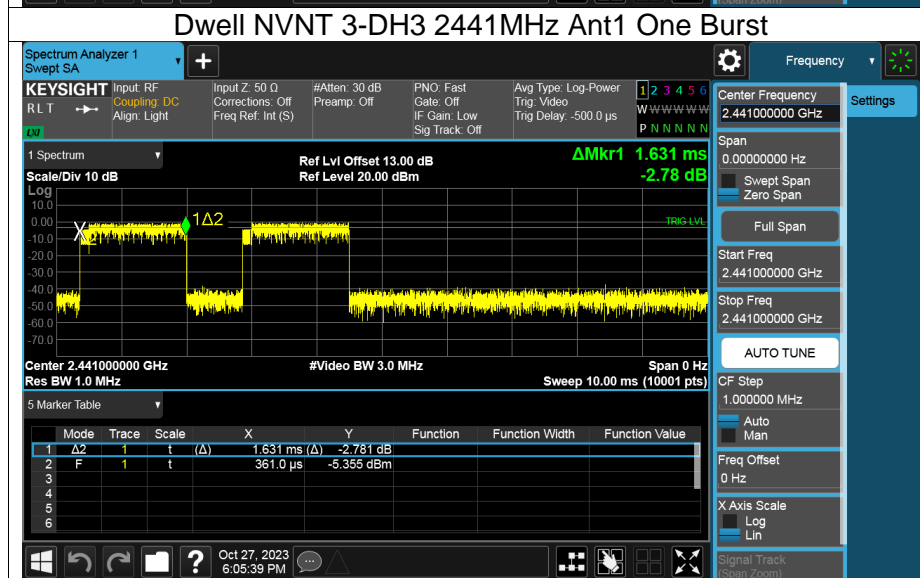 (Span Zoom)
Dwell NVNT 3-DH3 2441MHz Ant1 One Burst
Spectrum Analyzer 1
Swept SA
+
Frequency
KEYSIGHT
RLT
LXI
Input: RF
Coupling: DC
Align: Light
Input Z: 50 Ω
Corrections: Off
Freq Ref: Int (S)
#Atten: 30 dB
Preamp: Off
PNO: Fast
Gate: Off
IF Gain: Low
Sig Track: Off
Avg Type: Log-Power
Trig: Video
Trig Delay: -500.0 µs
1 2 3 4 5 6
W W W W W W
P N N N N N
1 Spectrum
Scale/Div 10 dB
Ref Lvl Offset 13.00 dB
Ref Level 20.00 dBm
ΔMkr1 1.631 ms
-2.78 dB
Log
10.0
0.00
-10.0
-20.0
-30.0
-40.0
-50.0
-60.0
-70.0
1Δ2
TRIG LVL
Center 2.441000000 GHz
Res BW 1.0 MHz
#Video BW 3.0 MHz
Span 0 Hz
Sweep 10.00 ms (10001 pts)
5 Marker Table
Mode Trace Scale X Y Function Function Width Function Value
1 Δ2 1 t (Δ) 1.631 ms (Δ) -2.781 dB
2 F 1 t 361.0 µs -5.355 dBm
3
4
5
6
Center Frequency
2.441000000 GHz
Settings
Span
0.00000000 Hz
Swept Span
Zero Span
Full Span
Start Freq
2.441000000 GHz
Stop Freq
2.441000000 GHz
AUTO TUNE
CF Step
1.000000 MHz
Auto
Man
Freq Offset
0 Hz
X Axis Scale
Log
Lin
Signal Track
(Span Zoom)
?
Oct 27, 2023
6:05:39 PM